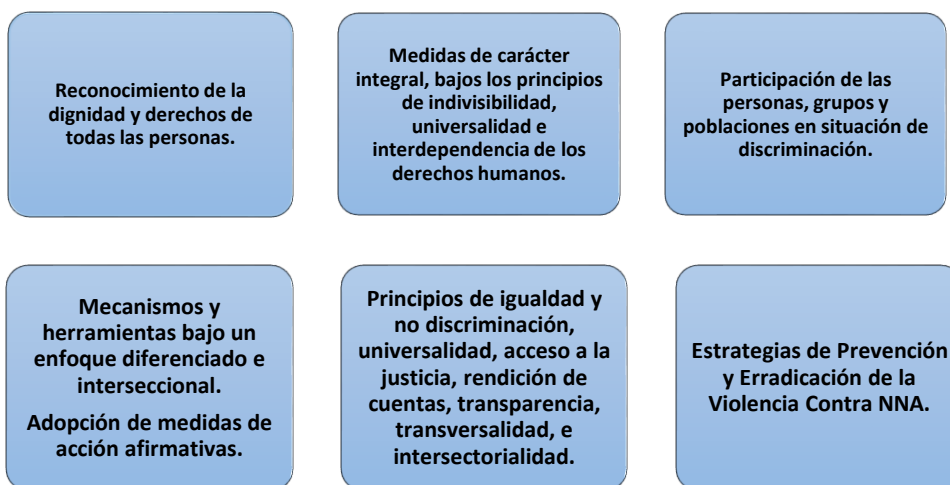 Reconocimiento de la
dignidad y derechos de
todas las personas.
Medidas de carácter
integral, bajos los principios
de indivisibilidad,
universalidad e
interdependencia de los
derechos humanos.
Participación de las
personas, grupos y
poblaciones en situación de
discriminación.
Mecanismos y
herramientas bajo un
enfoque diferenciado e
interseccional.
Adopción de medidas de
acción afirmativas.
Principios de igualdad y
no discriminación,
universalidad, acceso a la
justicia, rendición de
cuentas, transparencia,
transversalidad, e
intersectorialidad.
Estrategias de Prevención
y Erradicación de la
Violencia Contra NNA.